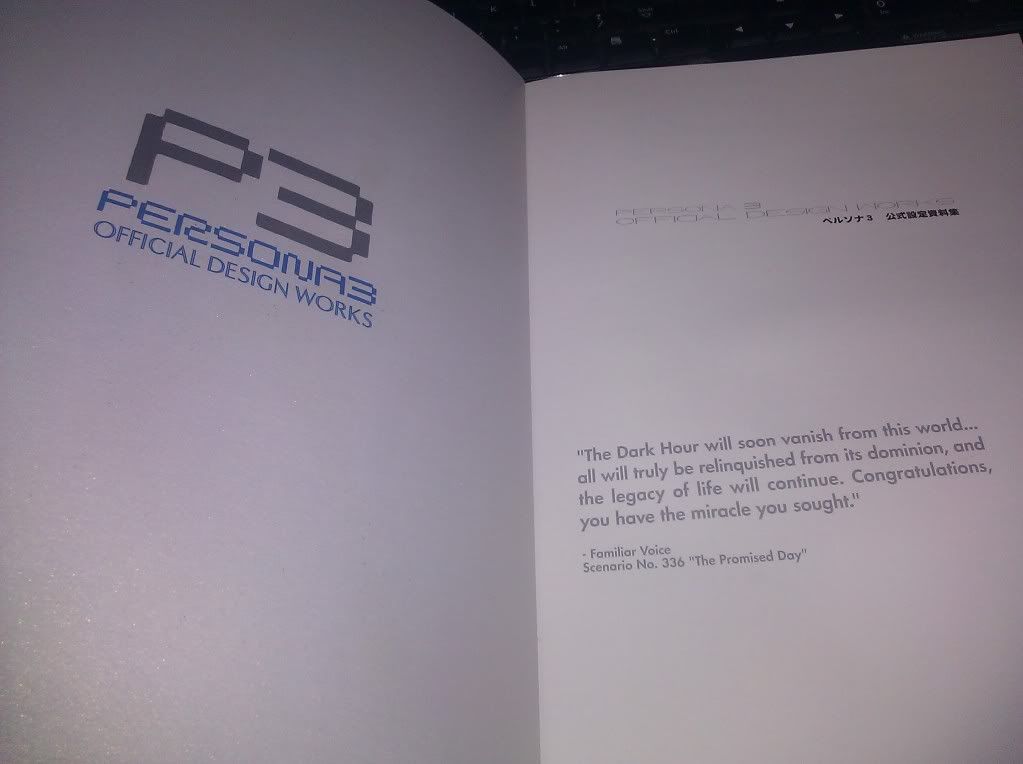 P3
PERSONA3
OFFICIAL DESIGN WORKS
PERSONA 3
OFFICIAL DESIGN WORKS
ペルソナ3 公式設定資料集
"The Dark Hour will soon vanish from this world...
all will truly be relinquished from its dominion, and
the legacy of life will continue. Congratulations,
you have the miracle you sought."
- Familiar Voice
Scenario No. 336 "The Promised Day"
Alt
Ctrl